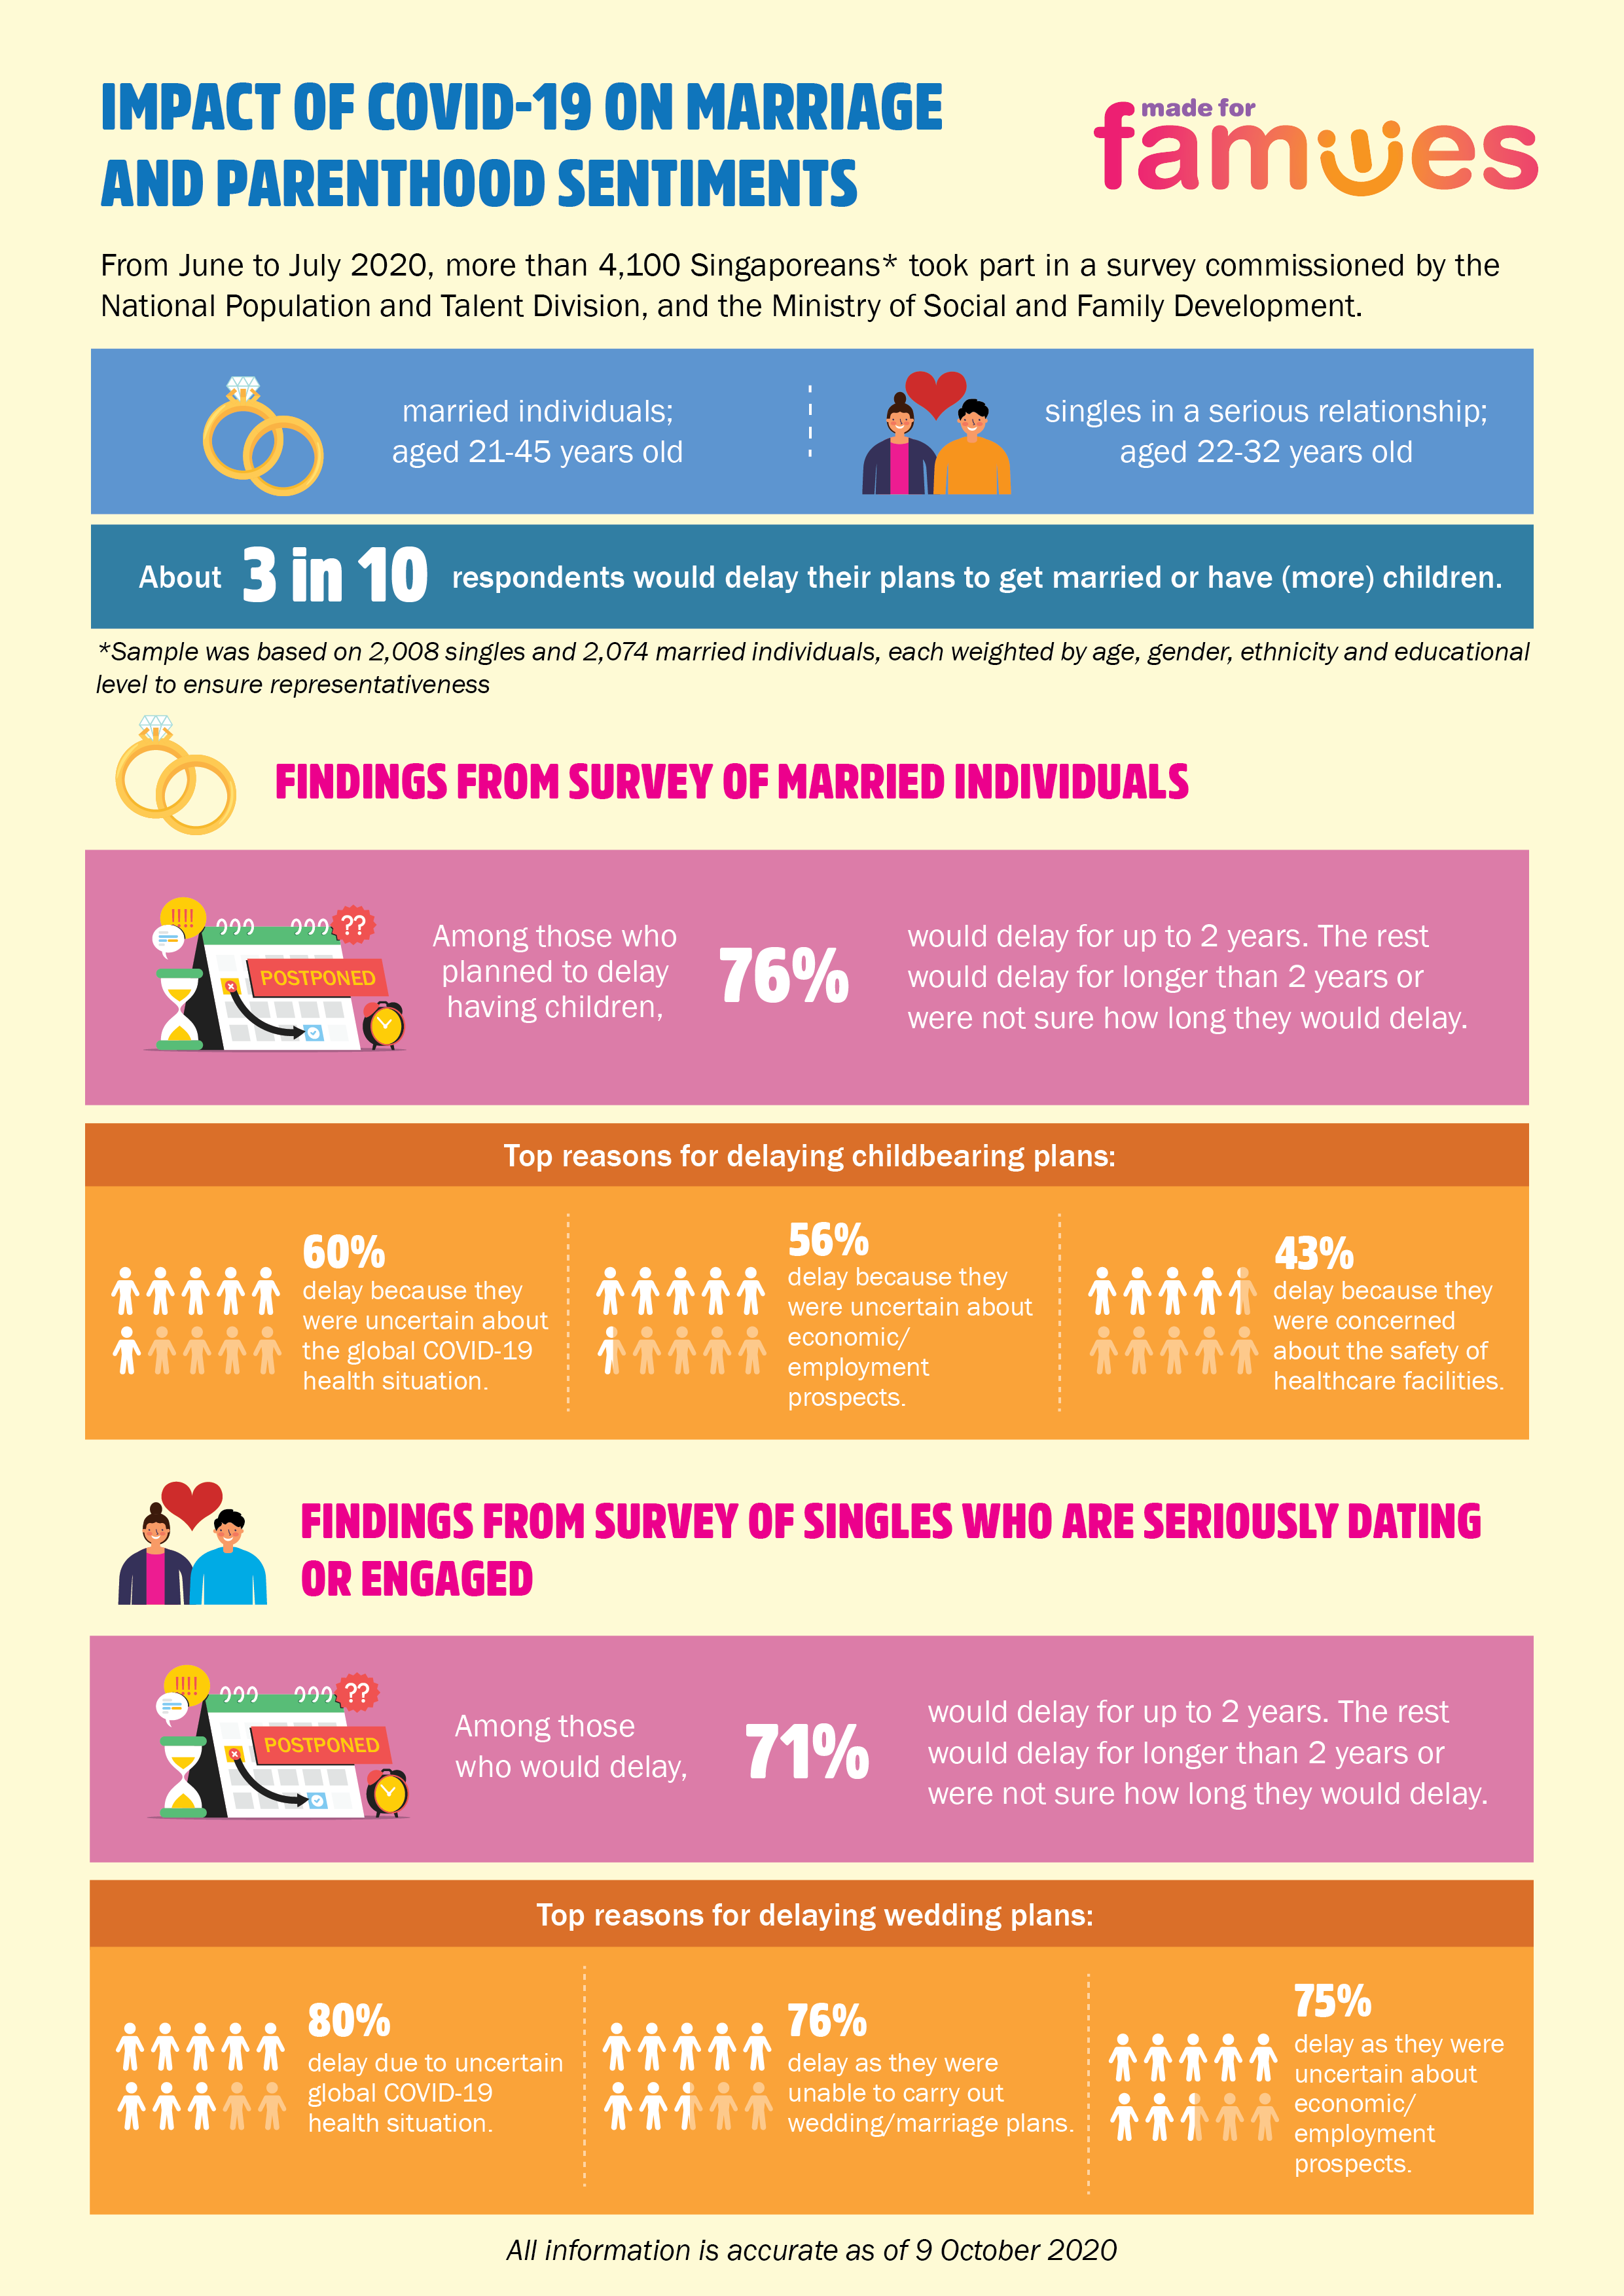 IMPACT OF COVID-19 ON MARRIAGE
AND PARENTHOOD SENTIMENTS
made for
families
From June to July 2020, more than 4,100 Singaporeans* took part in a survey commissioned by the
National Population and Talent Division, and the Ministry of Social and Family Development.
married individuals;
aged 21-45 years old
singles in a serious relationship;
aged 22-32 years old
About 3 in 10 respondents would delay their plans to get married or have (more) children.
*Sample was based on 2,008 singles and 2,074 married individuals, each weighted by age, gender, ethnicity and educational
level to ensure representativeness
FINDINGS FROM SURVEY OF MARRIED INDIVIDUALS
!!!!
??
POSTPONED
Among those who
planned to delay
having children,
76%
would delay for up to 2 years. The rest
would delay for longer than 2 years or
were not sure how long they would delay.
Top reasons for delaying childbearing plans:
60%
delay because they
were uncertain about
the global COVID-19
health situation.
56%
delay because they
were uncertain about
economic/
employment
prospects.
43%
delay because they
were concerned
about the safety of
healthcare facilities.
FINDINGS FROM SURVEY OF SINGLES WHO ARE SERIOUSLY DATING
OR ENGAGED
!!!!
??
POSTPONED
Among those
who would delay,
71%
would delay for up to 2 years. The rest
would delay for longer than 2 years or
were not sure how long they would delay.
Top reasons for delaying wedding plans:
80%
delay due to uncertain
global COVID-19
health situation.
76%
delay as they were
unable to carry out
wedding/marriage plans.
75%
delay as they were
uncertain about
economic/
employment
prospects.
All information is accurate as of 9 October 2020